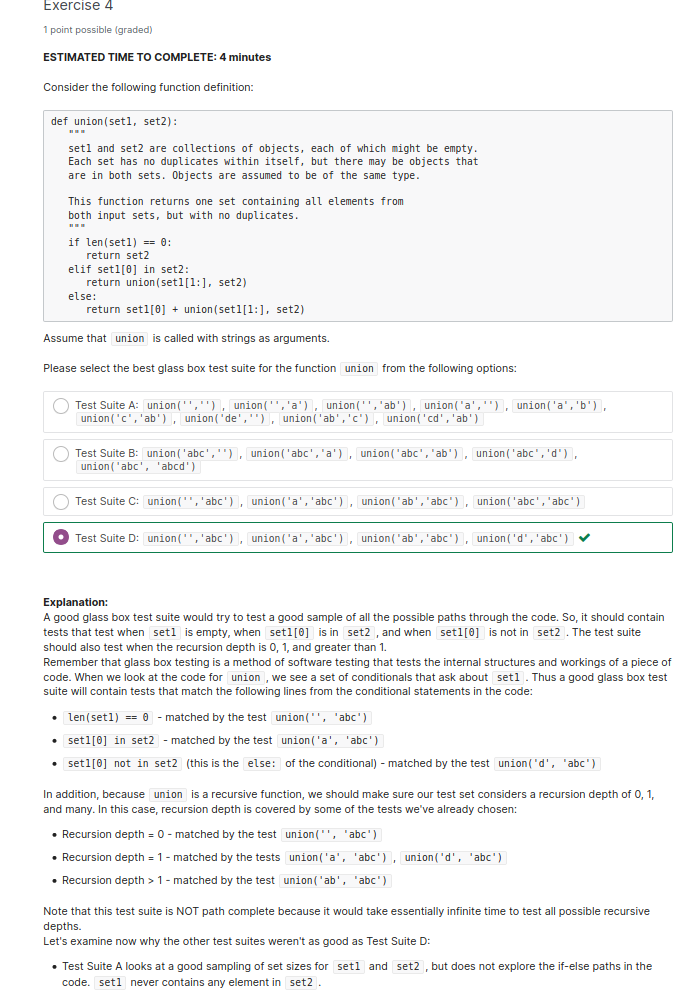 Exercise 4
1 point possible (graded)
ESTIMATED TIME TO COMPLETE: 4 minutes
Consider the following function definition:
def union(set1, set2):
"""
set1 and set2 are collections of objects, each of which might be empty.
Each set has no duplicates within itself, but there may be objects that
are in both sets. Objects are assumed to be of the same type.
This function returns one set containing all elements from
both input sets, but with no duplicates.
"""
if len(set1) == 0:
return set2
elif set1[0] in set2:
return union(set1[1:], set2)
else:
return set1[0] + union(set1[1:], set2)
Assume that union is called with strings as arguments.
Please select the best glass box test suite for the function union from the following options:
Test Suite A: union('','') , union('','a') , union('','ab') , union('a','') , union('a','b') ,
union('c','ab') , union('de','') , union('ab','c') , union('cd','ab')
Test Suite B: union('abc','') , union('abc','a') , union('abc','ab') , union('abc','d') ,
union('abc', 'abcd')
Test Suite C: union('','abc') , union('a','abc') , union('ab','abc') , union('abc','abc')
Test Suite D: union('','abc') , union('a','abc') , union('ab','abc') , union('d','abc')
Explanation:
A good glass box test suite would try to test a good sample of all the possible paths through the code. So, it should contain
tests that test when set1 is empty, when set1[0] is in set2 , and when set1[0] is not in set2 . The test suite
should also test when the recursion depth is 0, 1, and greater than 1.
Remember that glass box testing is a method of software testing that tests the internal structures and workings of a piece of
code. When we look at the code for union , we see a set of conditionals that ask about set1 . Thus a good glass box test
suite will contain tests that match the following lines from the conditional statements in the code:
• len(set1) == 0 - matched by the test union('', 'abc')
• set1[0] in set2 - matched by the test union('a', 'abc')
• set1[0] not in set2 (this is the else: of the conditional) - matched by the test union('d', 'abc')
In addition, because union is a recursive function, we should make sure our test set considers a recursion depth of 0, 1,
and many. In this case, recursion depth is covered by some of the tests we've already chosen:
• Recursion depth = 0 - matched by the test union('', 'abc')
• Recursion depth = 1 - matched by the tests union('a', 'abc') , union('d', 'abc')
• Recursion depth > 1 - matched by the test union('ab', 'abc')
Note that this test suite is NOT path complete because it would take essentially infinite time to test all possible recursive
depths.
Let's examine now why the other test suites weren't as good as Test Suite D:
• Test Suite A looks at a good sampling of set sizes for set1 and set2 , but does not explore the if-else paths in the
code. set1 never contains any element in set2 .